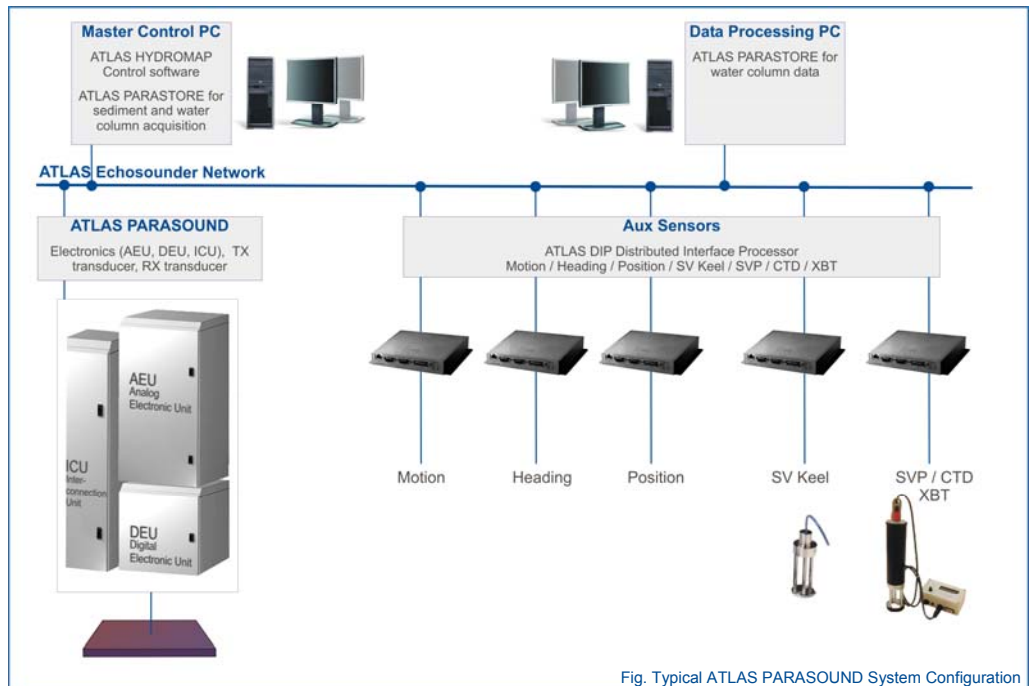 Master Control PC
ATLAS HYDROMAP
Control software
ATLAS PARASTORE for
sediment and water
column acquisition
Data Processing PC
ATLAS PARASTORE for
water column data
ATLAS Echosounder Network
ATLAS PARASOUND
Electronics (AEU, DEU, ICU), TX
transducer, RX transducer
Aux Sensors
ATLAS DIP Distributed Interface Processor
Motion / Heading / Position / SV Keel / SVP / CTD / XBT
AEU
Analog
Electronic Unit
ICU
Inter-
connection
Unit
DEU
Digital
Electronic Unit
Motion
Heading
Position
SV Keel
SVP / CTD
XBT
Fig. Typical ATLAS PARASOUND System Configuration